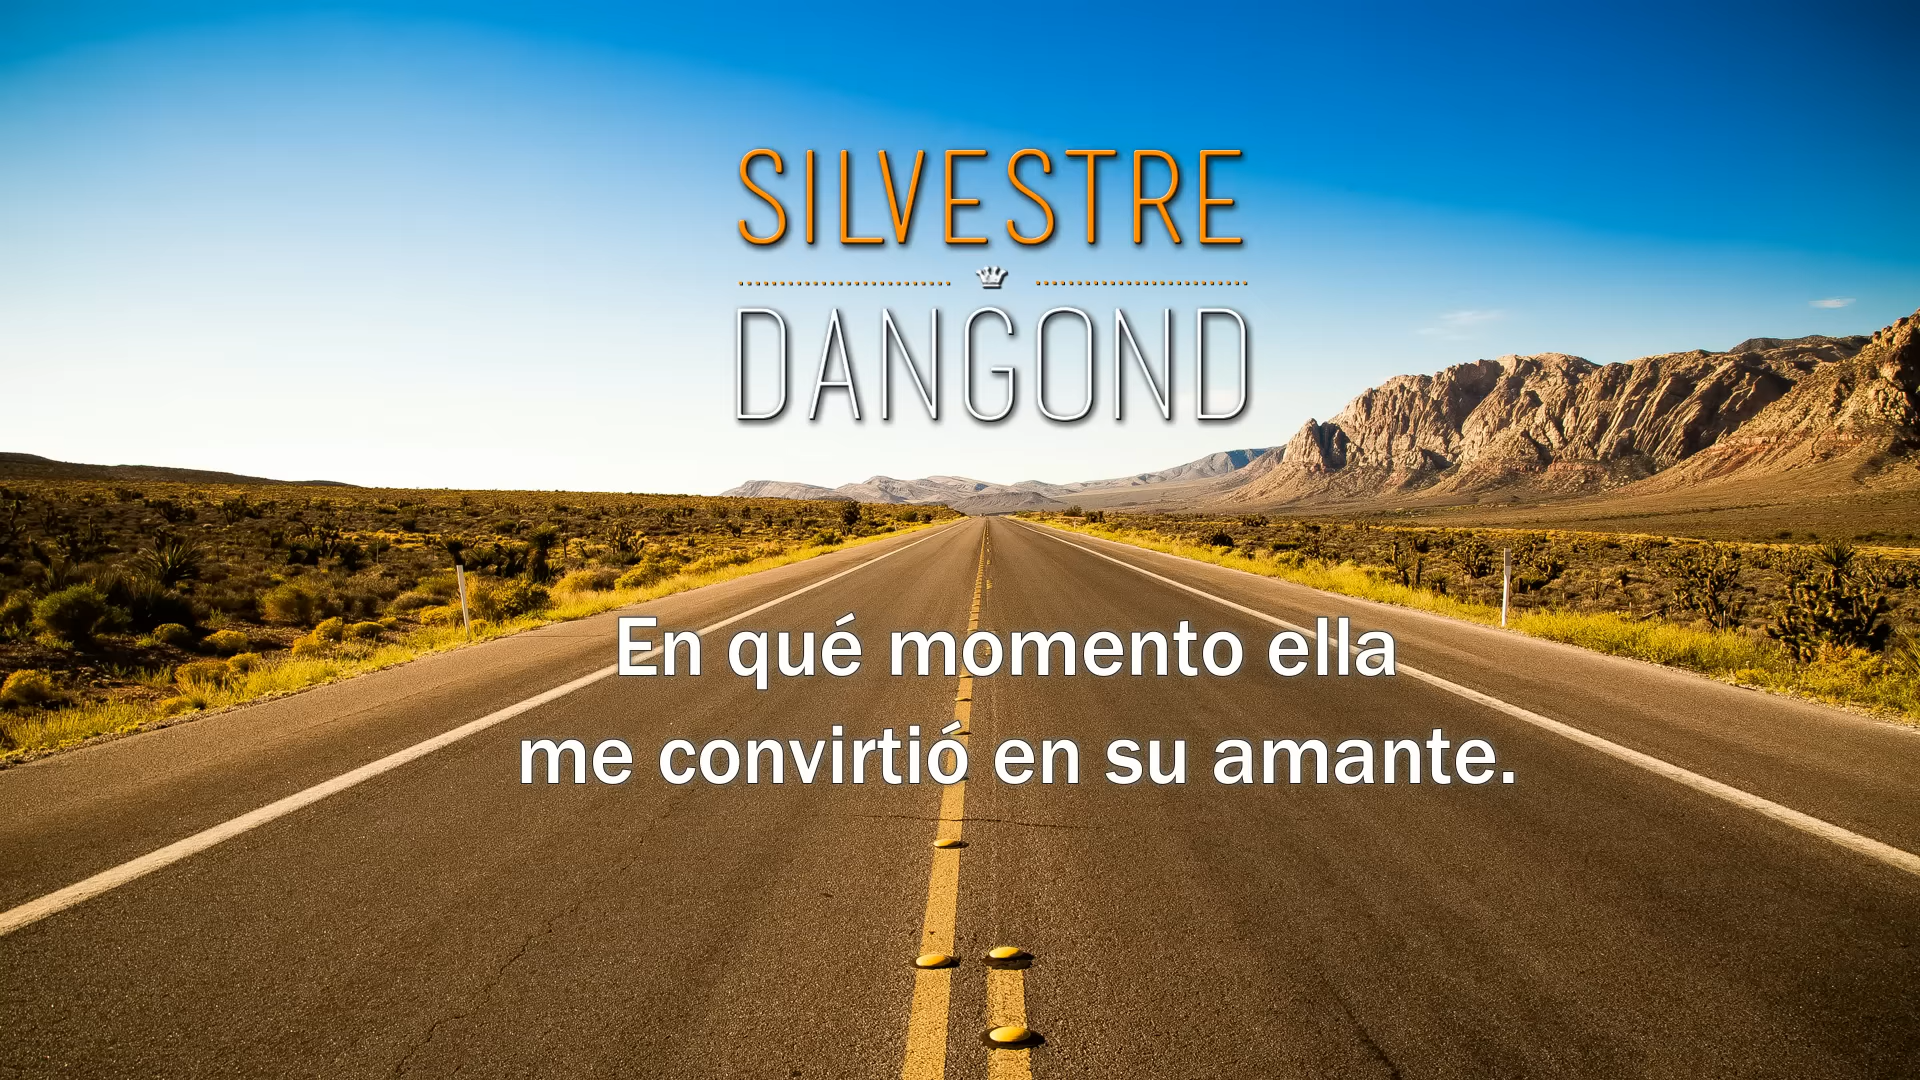 SILVESTRE
DANGOND
En qué momento ella
me convirtió en su amante.